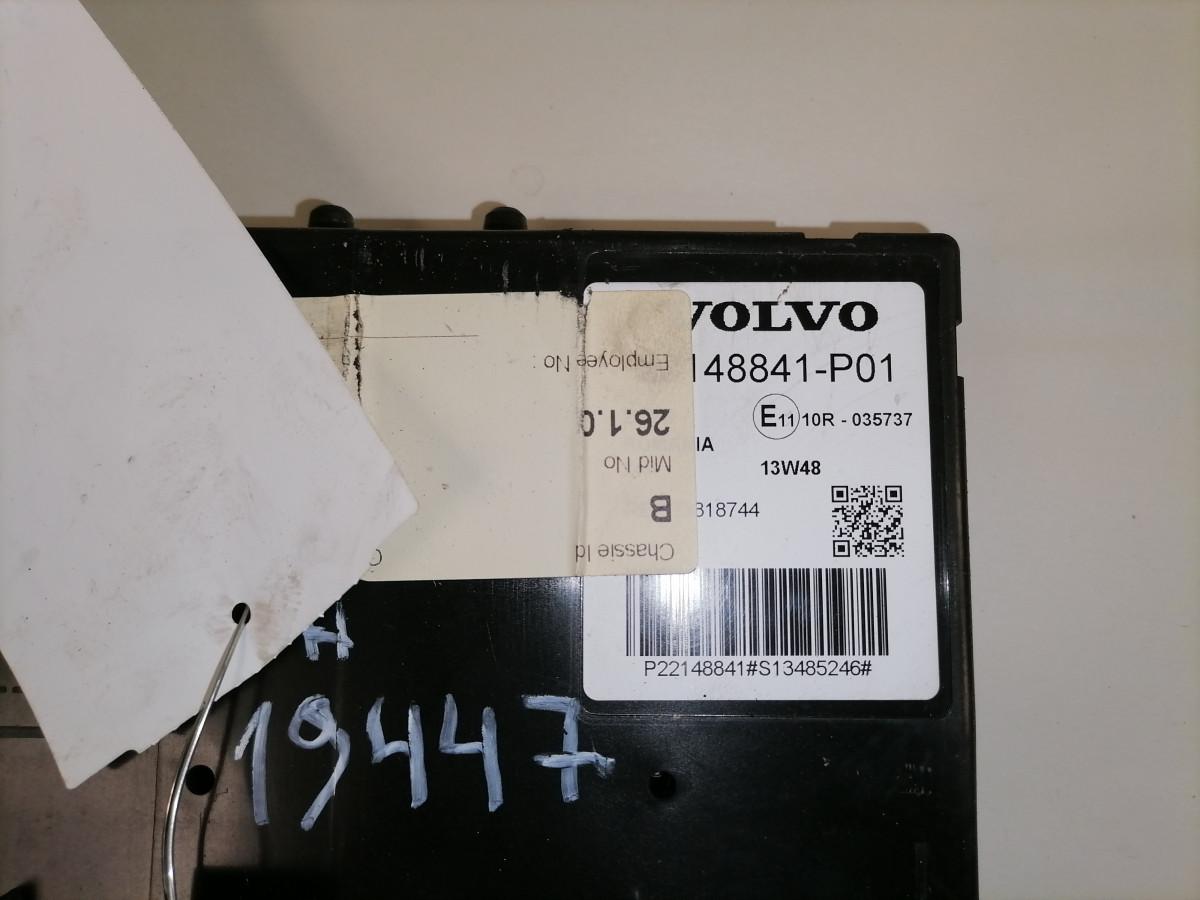 VOLVO
148841-P01
E11 10R - 035737
IA
13W48
818744
P22148841#S13485246#
Chassie Id
B
Mid No
26.1.0
Employee No :
H
19447